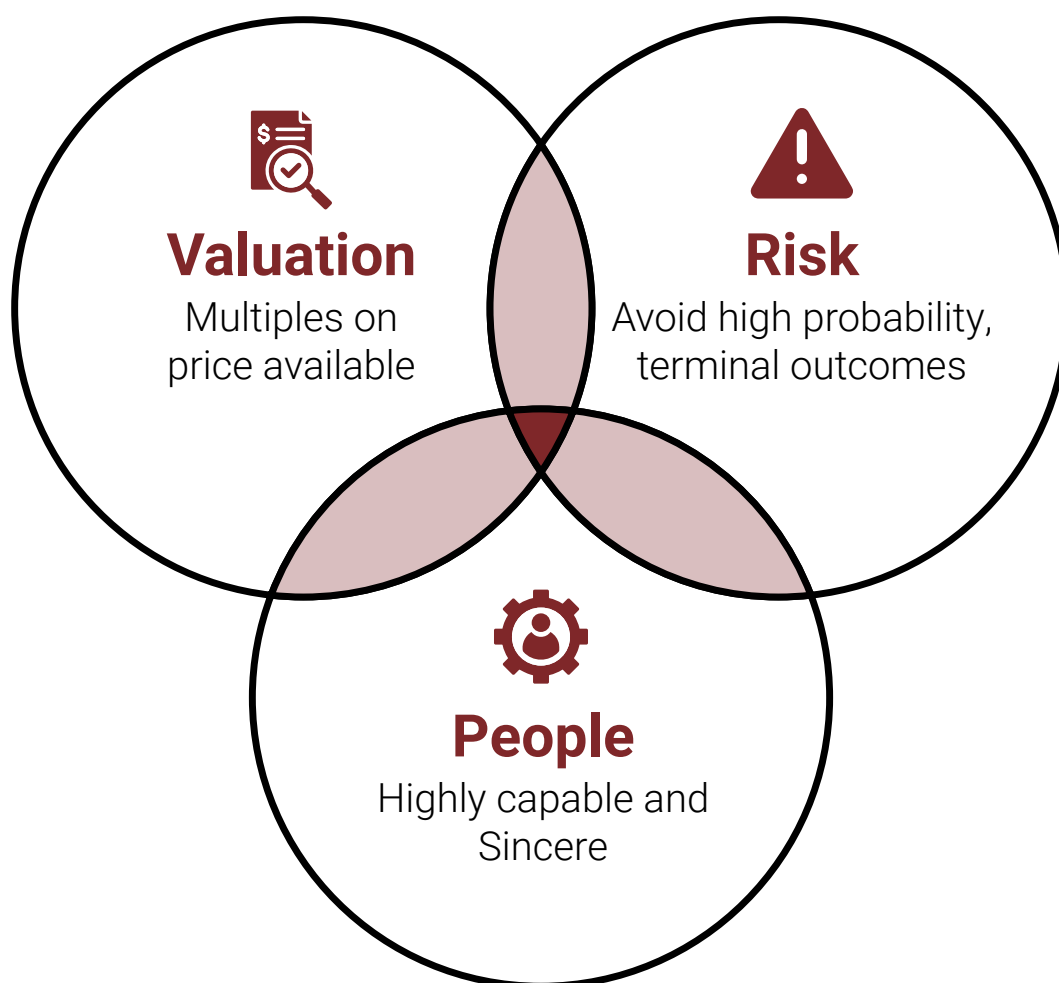 $
Valuation
Multiples on
price available
Risk
Avoid high probability,
terminal outcomes
People
Highly capable and
Sincere